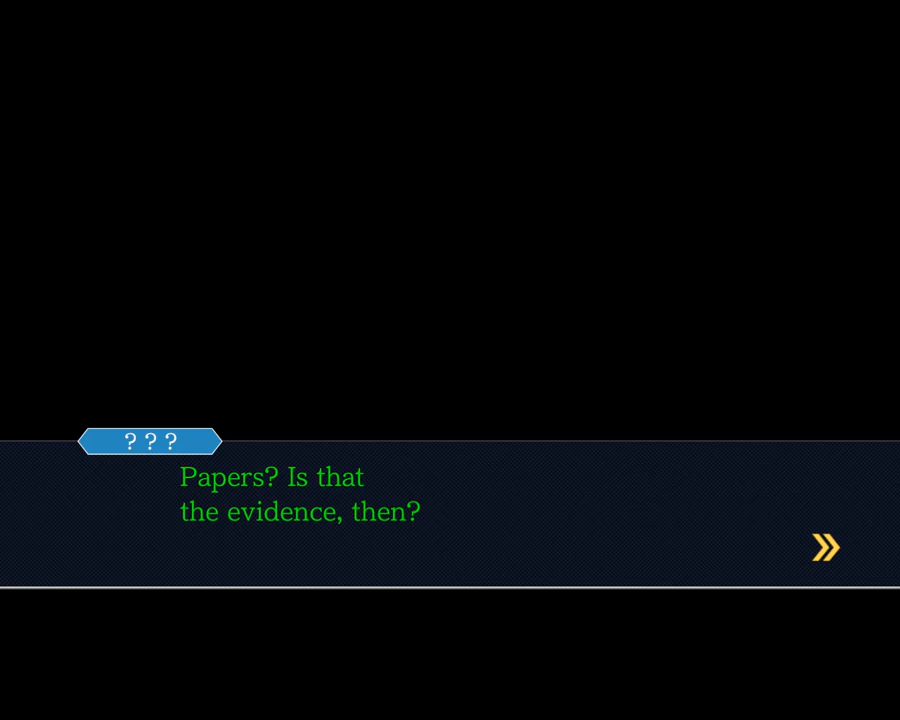 ? ? ?
Papers? Is that
the evidence, then?